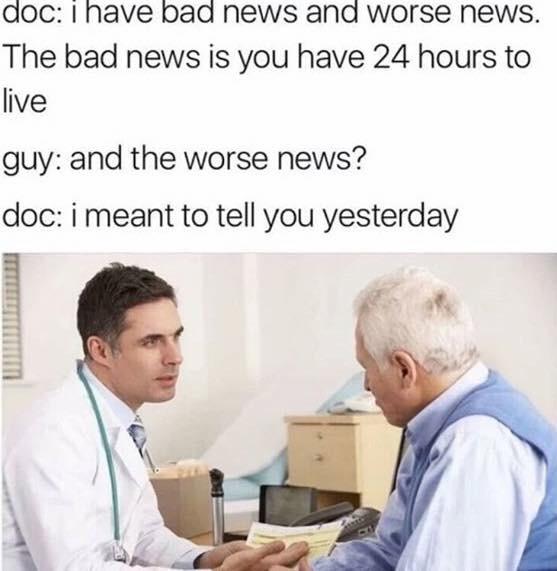 doc: i have bad news and worse news.
The bad news is you have 24 hours to
live
guy: and the worse news?
doc: i meant to tell you yesterday